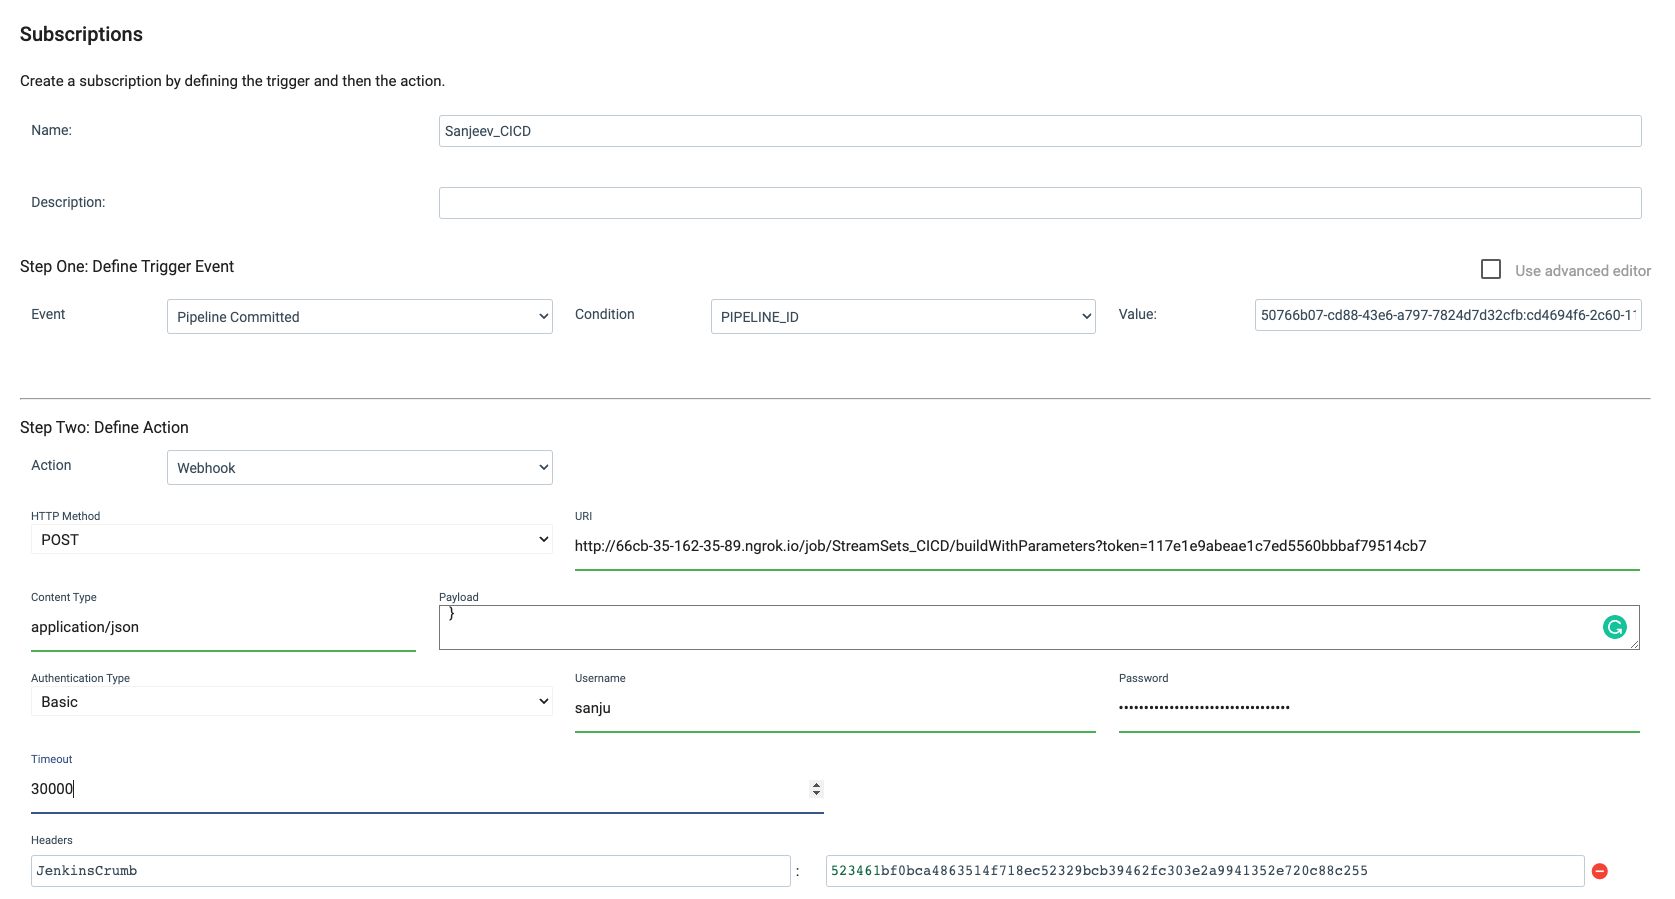 Subscriptions
Create a subscription by defining the trigger and then the action.
Name:
Sanjeev_CICD
Description:
Step One: Define Trigger Event
Use advanced editor
Event
Pipeline Committed
Condition
PIPELINE_ID
Value:
50766b07-cd88-43e6-a797-7824d7d32cfb:cd4694f6-2c60-11
Step Two: Define Action
Action
Webhook
HTTP Method
POST
URI
http://66cb-35-162-35-89.ngrok.io/job/StreamSets_CICD/buildWithParameters?token=117e1e9abeae1c7ed5560bbbaf79514cb7
Content Type
application/json
Payload
}
Authentication Type
Basic
Username
sanju
Password
••••••••••••••••••••••••••••••••••
Timeout
30000
Headers
JenkinsCrumb
:
523461bf0bca4863514f718ec52329bcb39462fc303e2a9941352e720c88c255